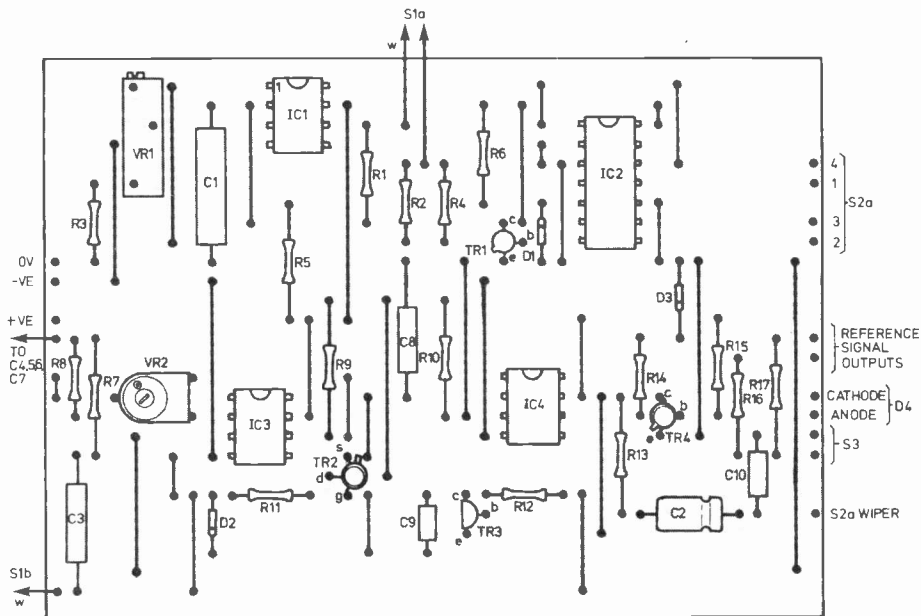 S1a
w
1
IC1
VR1
C1
R1
R6
IC2
4
1
S2a
3
2
R2
R4
R3
c
b
TR1
e
D1
R5
0V
-VE
+VE
D3
C8
R10
R9
R15
REFERENCE
SIGNAL
OUTPUTS
TO
C4,5,6
C7
R8
R7
VR2
R14
R17
R16
CATHODE
ANODE
D4
IC3
IC4
c
b
e
TR4
S3
R13
C10
s
TR2
d
g
R11
c
b
R12
C3
D2
C9
TR3
e
C2
S2a WIPER
S1b
w